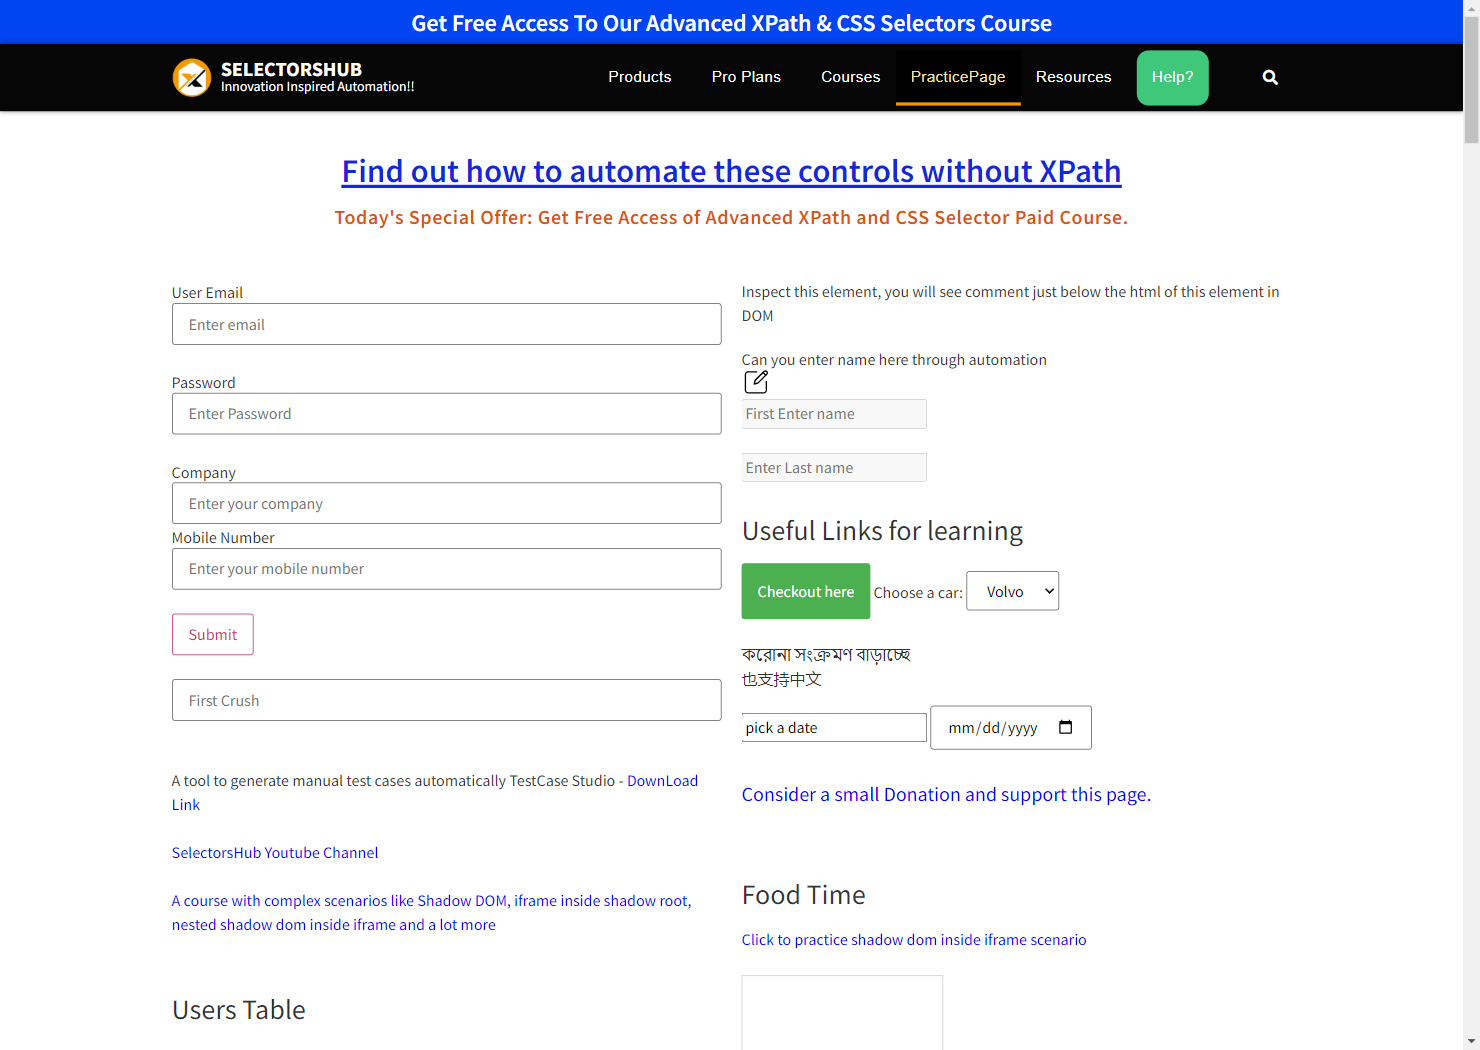 Get Free Access To Our Advanced XPath & CSS Selectors Course
SELECTORSHUB
Innovation Inspired Automation!!
Products
Pro Plans
Courses
PracticePage
Resources
Help?
Find out how to automate these controls without XPath
Today's Special Offer: Get Free Access of Advanced XPath and CSS Selector Paid Course.
User Email
Enter email
Password
Enter Password
Company
Enter your company
Mobile Number
Enter your mobile number
Submit
First Crush
A tool to generate manual test cases automatically TestCase Studio - DownLoad
Link
SelectorsHub Youtube Channel
A course with complex scenarios like Shadow DOM, iframe inside shadow root,
nested shadow dom inside iframe and a lot more
Users Table
Inspect this element, you will see comment just below the html of this element in
DOM
Can you enter name here through automation
First Enter name
Enter Last name
Useful Links for learning
Checkout here
Choose a car:
Volvo
করোনা সংক্রমণ বাড়াচ্ছে
也支持中文
pick a date
mm/dd/yyyy
Consider a small Donation and support this page.
Food Time
Click to practice shadow dom inside iframe scenario